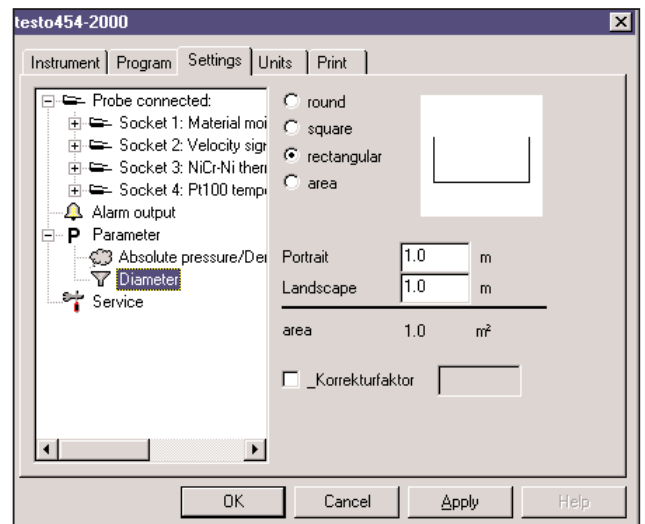 testo454-2000
Instrument Program Settings Units Print
Probe connected:
Socket 1: Material moi
Socket 2: Velocity sigr
Socket 3: NiCr-Ni therr
Socket 4: Pt100 temp
Alarm output
P Parameter
Absolute pressure/Der
Diameter
Service
round
square
rectangular
area
Portrait 1.0 m
Landscape 1.0 m
area 1.0 m²
_Korrekturfaktor
OK Cancel Apply Help